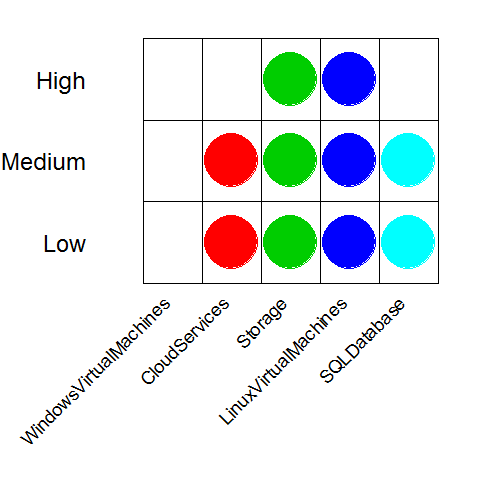 High
Medium
Low
WindowsVirtualMachines
CloudServices
Storage
LinuxVirtualMachines
SQLDatabase